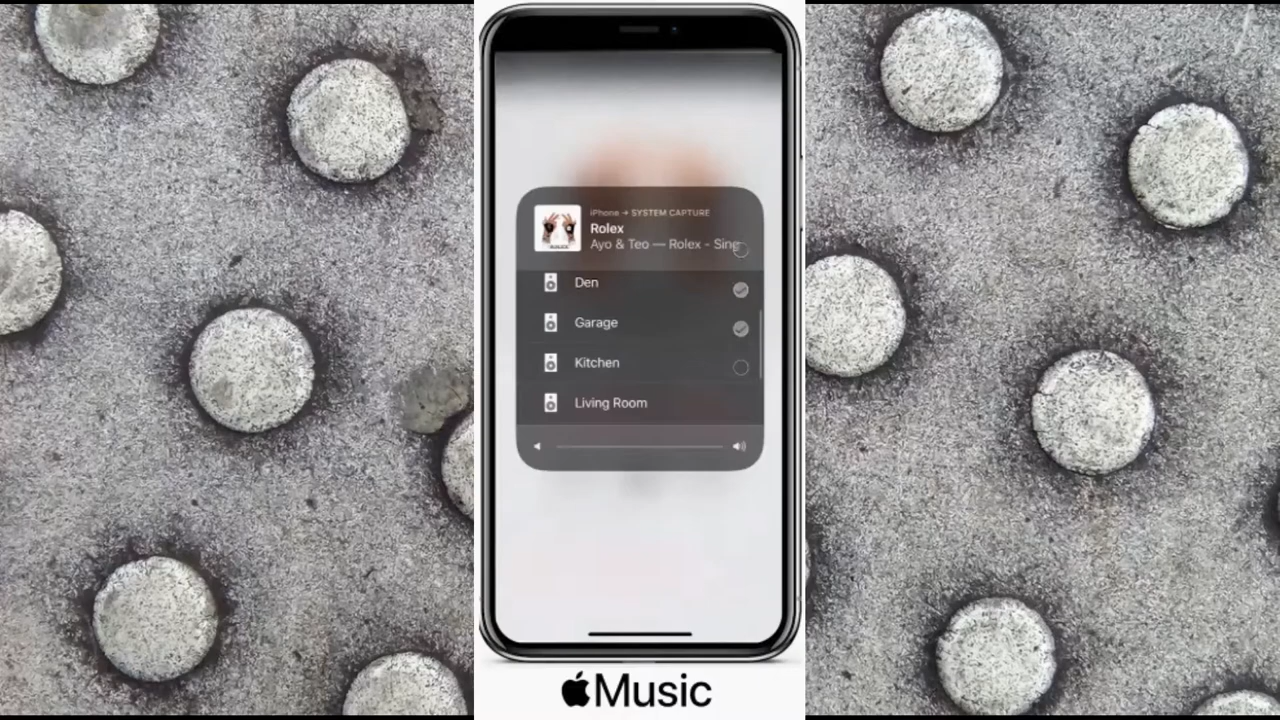 iPhone → SYSTEM CAPTURE
Rolex
Ayo & Teo — Rolex - Sing
Den
Garage
Kitchen
Living Room
Music